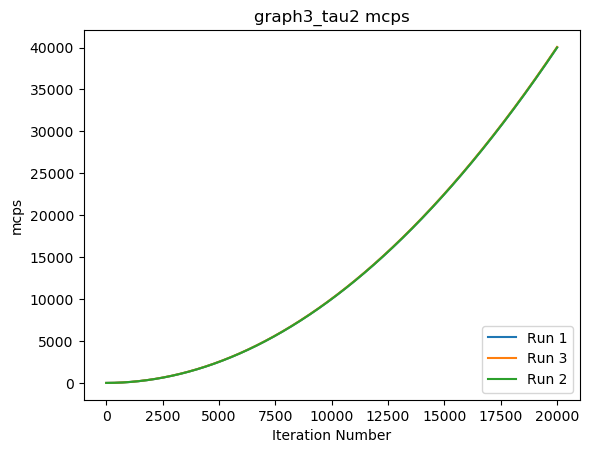 graph3_tau2 mcps
40000
35000
30000
25000
20000
15000
10000
5000
0
mcps
Run 1
Run 3
Run 2
0 2500 5000 7500 10000 12500 15000 17500 20000
Iteration Number